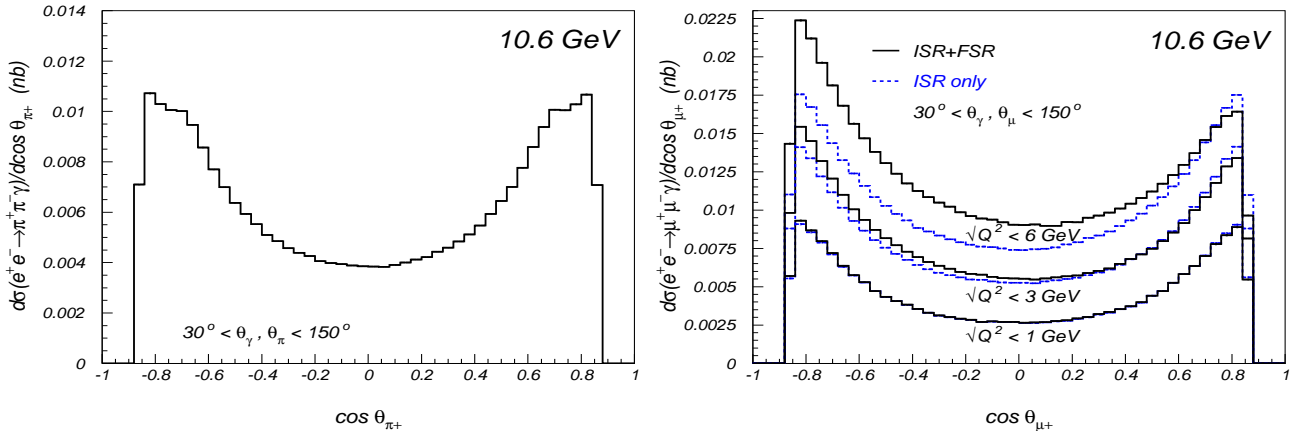 dσ(e⁺e⁻→π⁺π⁻γ)/dcos θπ+ (nb)
0.014
0.012
0.01
0.008
0.006
0.004
0.002
0
10.6 GeV
30° < θγ , θπ < 150°
-1 -0.8 -0.6 -0.4 -0.2 0 0.2 0.4 0.6 0.8 1
cos θπ+
dσ(e⁺e⁻→μ⁺μ⁻γ)/dcos θμ+ (nb)
0.0225
0.02
0.0175
0.015
0.0125
0.01
0.0075
0.005
0.0025
0
10.6 GeV
ISR+FSR
ISR only
30° < θγ , θμ < 150°
√Q² < 6 GeV
√Q² < 3 GeV
√Q² < 1 GeV
-1 -0.8 -0.6 -0.4 -0.2 0 0.2 0.4 0.6 0.8 1
cos θμ+